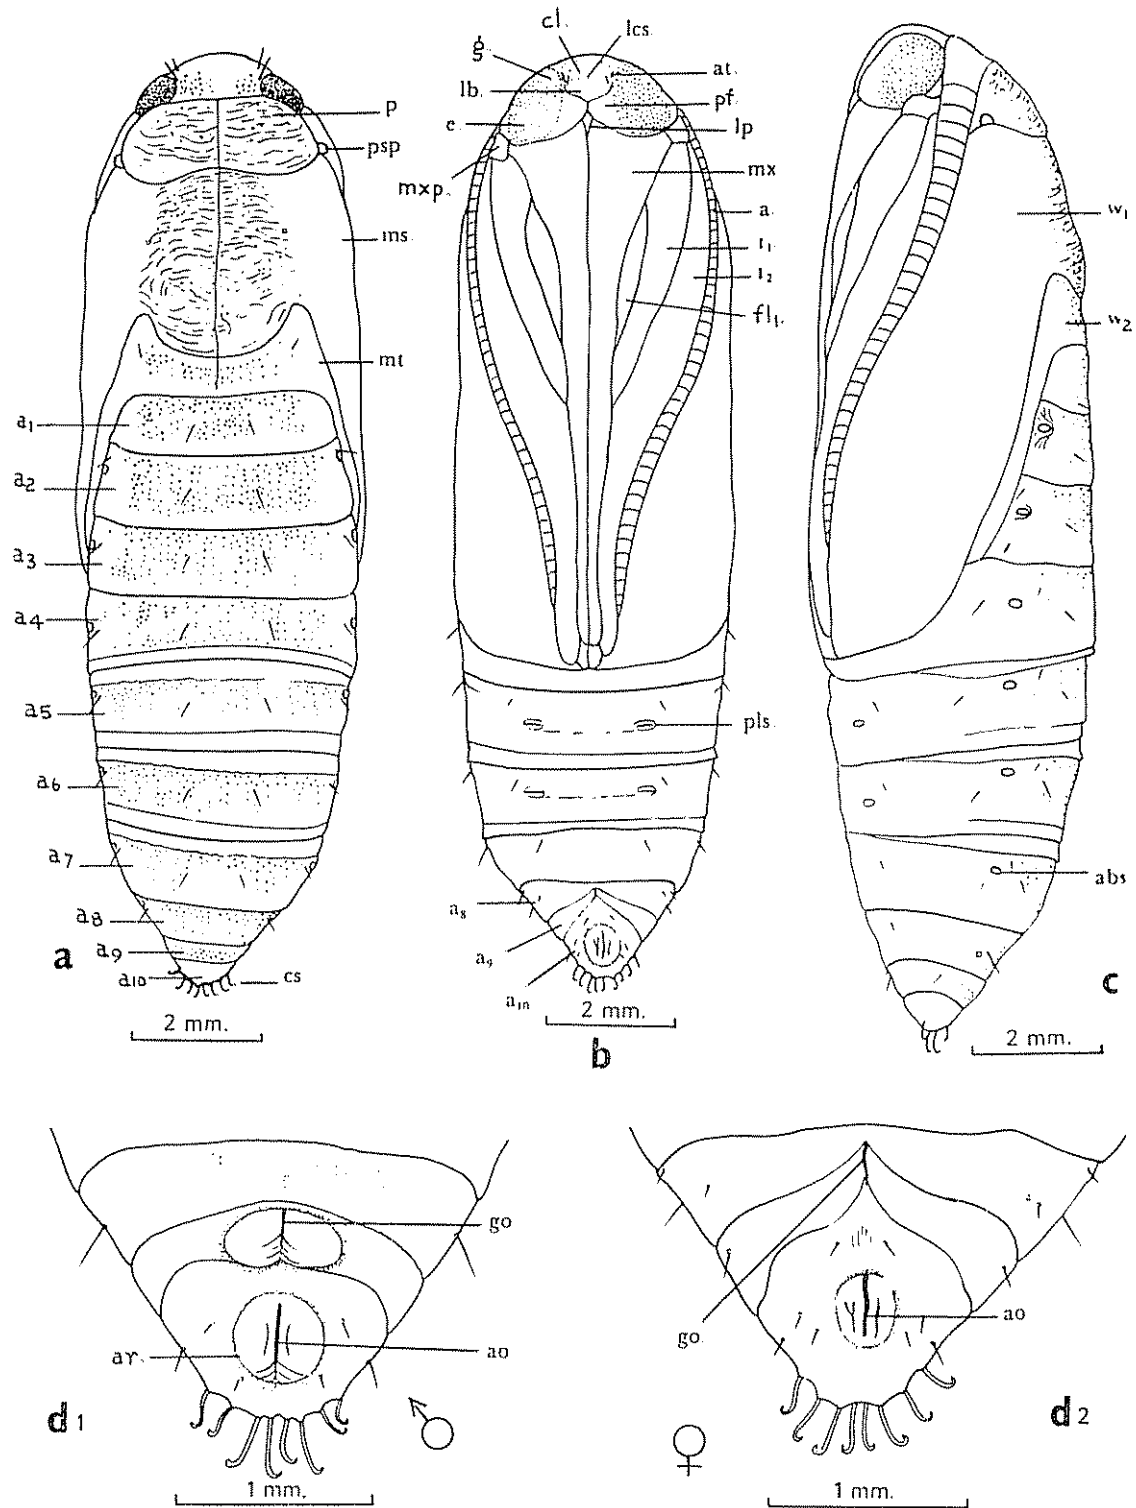 p
psp
ms
mt
a1
a2
a3
a4
a5
a6
a7
a8
a9
a10
cs
a
2 mm.
cl.
lcs.
g.
at.
lb.
pf.
e.
lp
mxp.
mx
a.
l1
l2
fl1.
pls.
a8
a9
a10
2 mm.
b
w1
w2
abs
c
2 mm.
go
ar.
ao
d1
♂
1 mm.
go.
ao
d2
♀
1 mm.